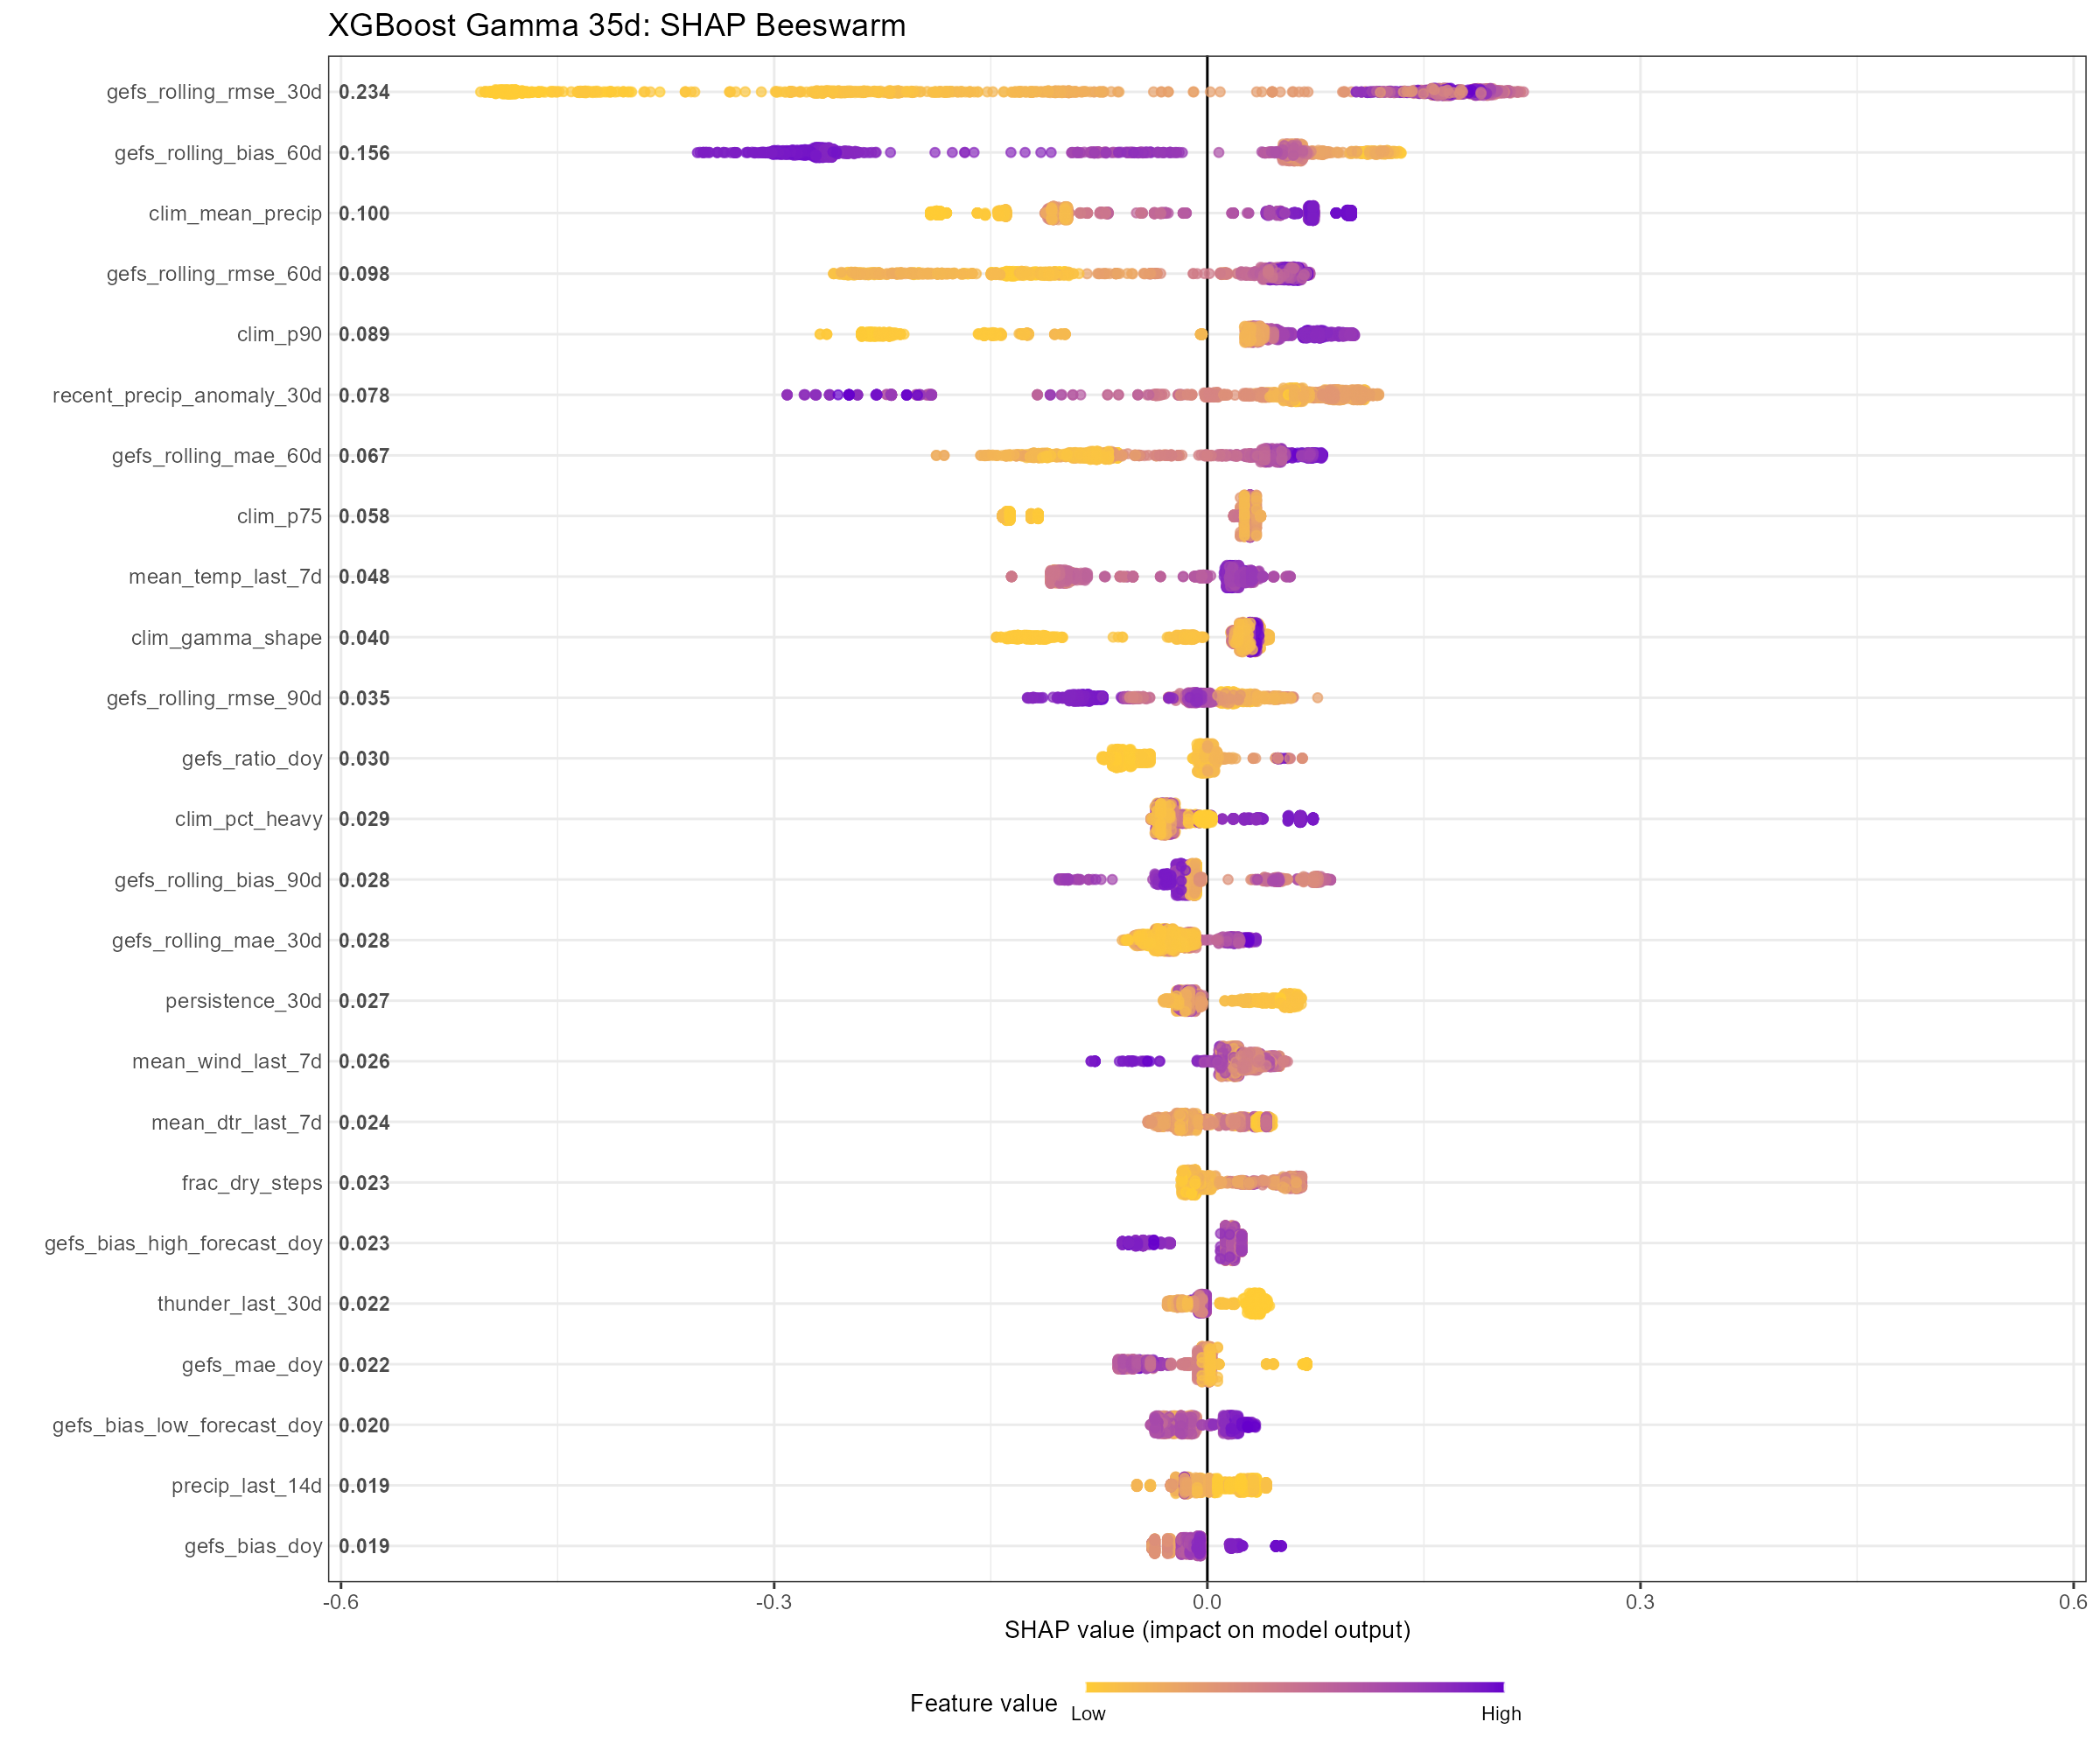 XGBoost Gamma 35d: SHAP Beeswarm
gefs_rolling_rmse_30d 0.234
gefs_rolling_bias_60d 0.156
clim_mean_precip 0.100
gefs_rolling_rmse_60d 0.098
clim_p90 0.089
recent_precip_anomaly_30d 0.078
gefs_rolling_mae_60d 0.067
clim_p75 0.058
mean_temp_last_7d 0.048
clim_gamma_shape 0.040
gefs_rolling_rmse_90d 0.035
gefs_ratio_doy 0.030
clim_pct_heavy 0.029
gefs_rolling_bias_90d 0.028
gefs_rolling_mae_30d 0.028
persistence_30d 0.027
mean_wind_last_7d 0.026
mean_dtr_last_7d 0.024
frac_dry_steps 0.023
gefs_bias_high_forecast_doy 0.023
thunder_last_30d 0.022
gefs_mae_doy 0.022
gefs_bias_low_forecast_doy 0.020
precip_last_14d 0.019
gefs_bias_doy 0.019
-0.6 -0.3 0.0 0.3 0.6
SHAP value (impact on model output)
Feature value
Low High